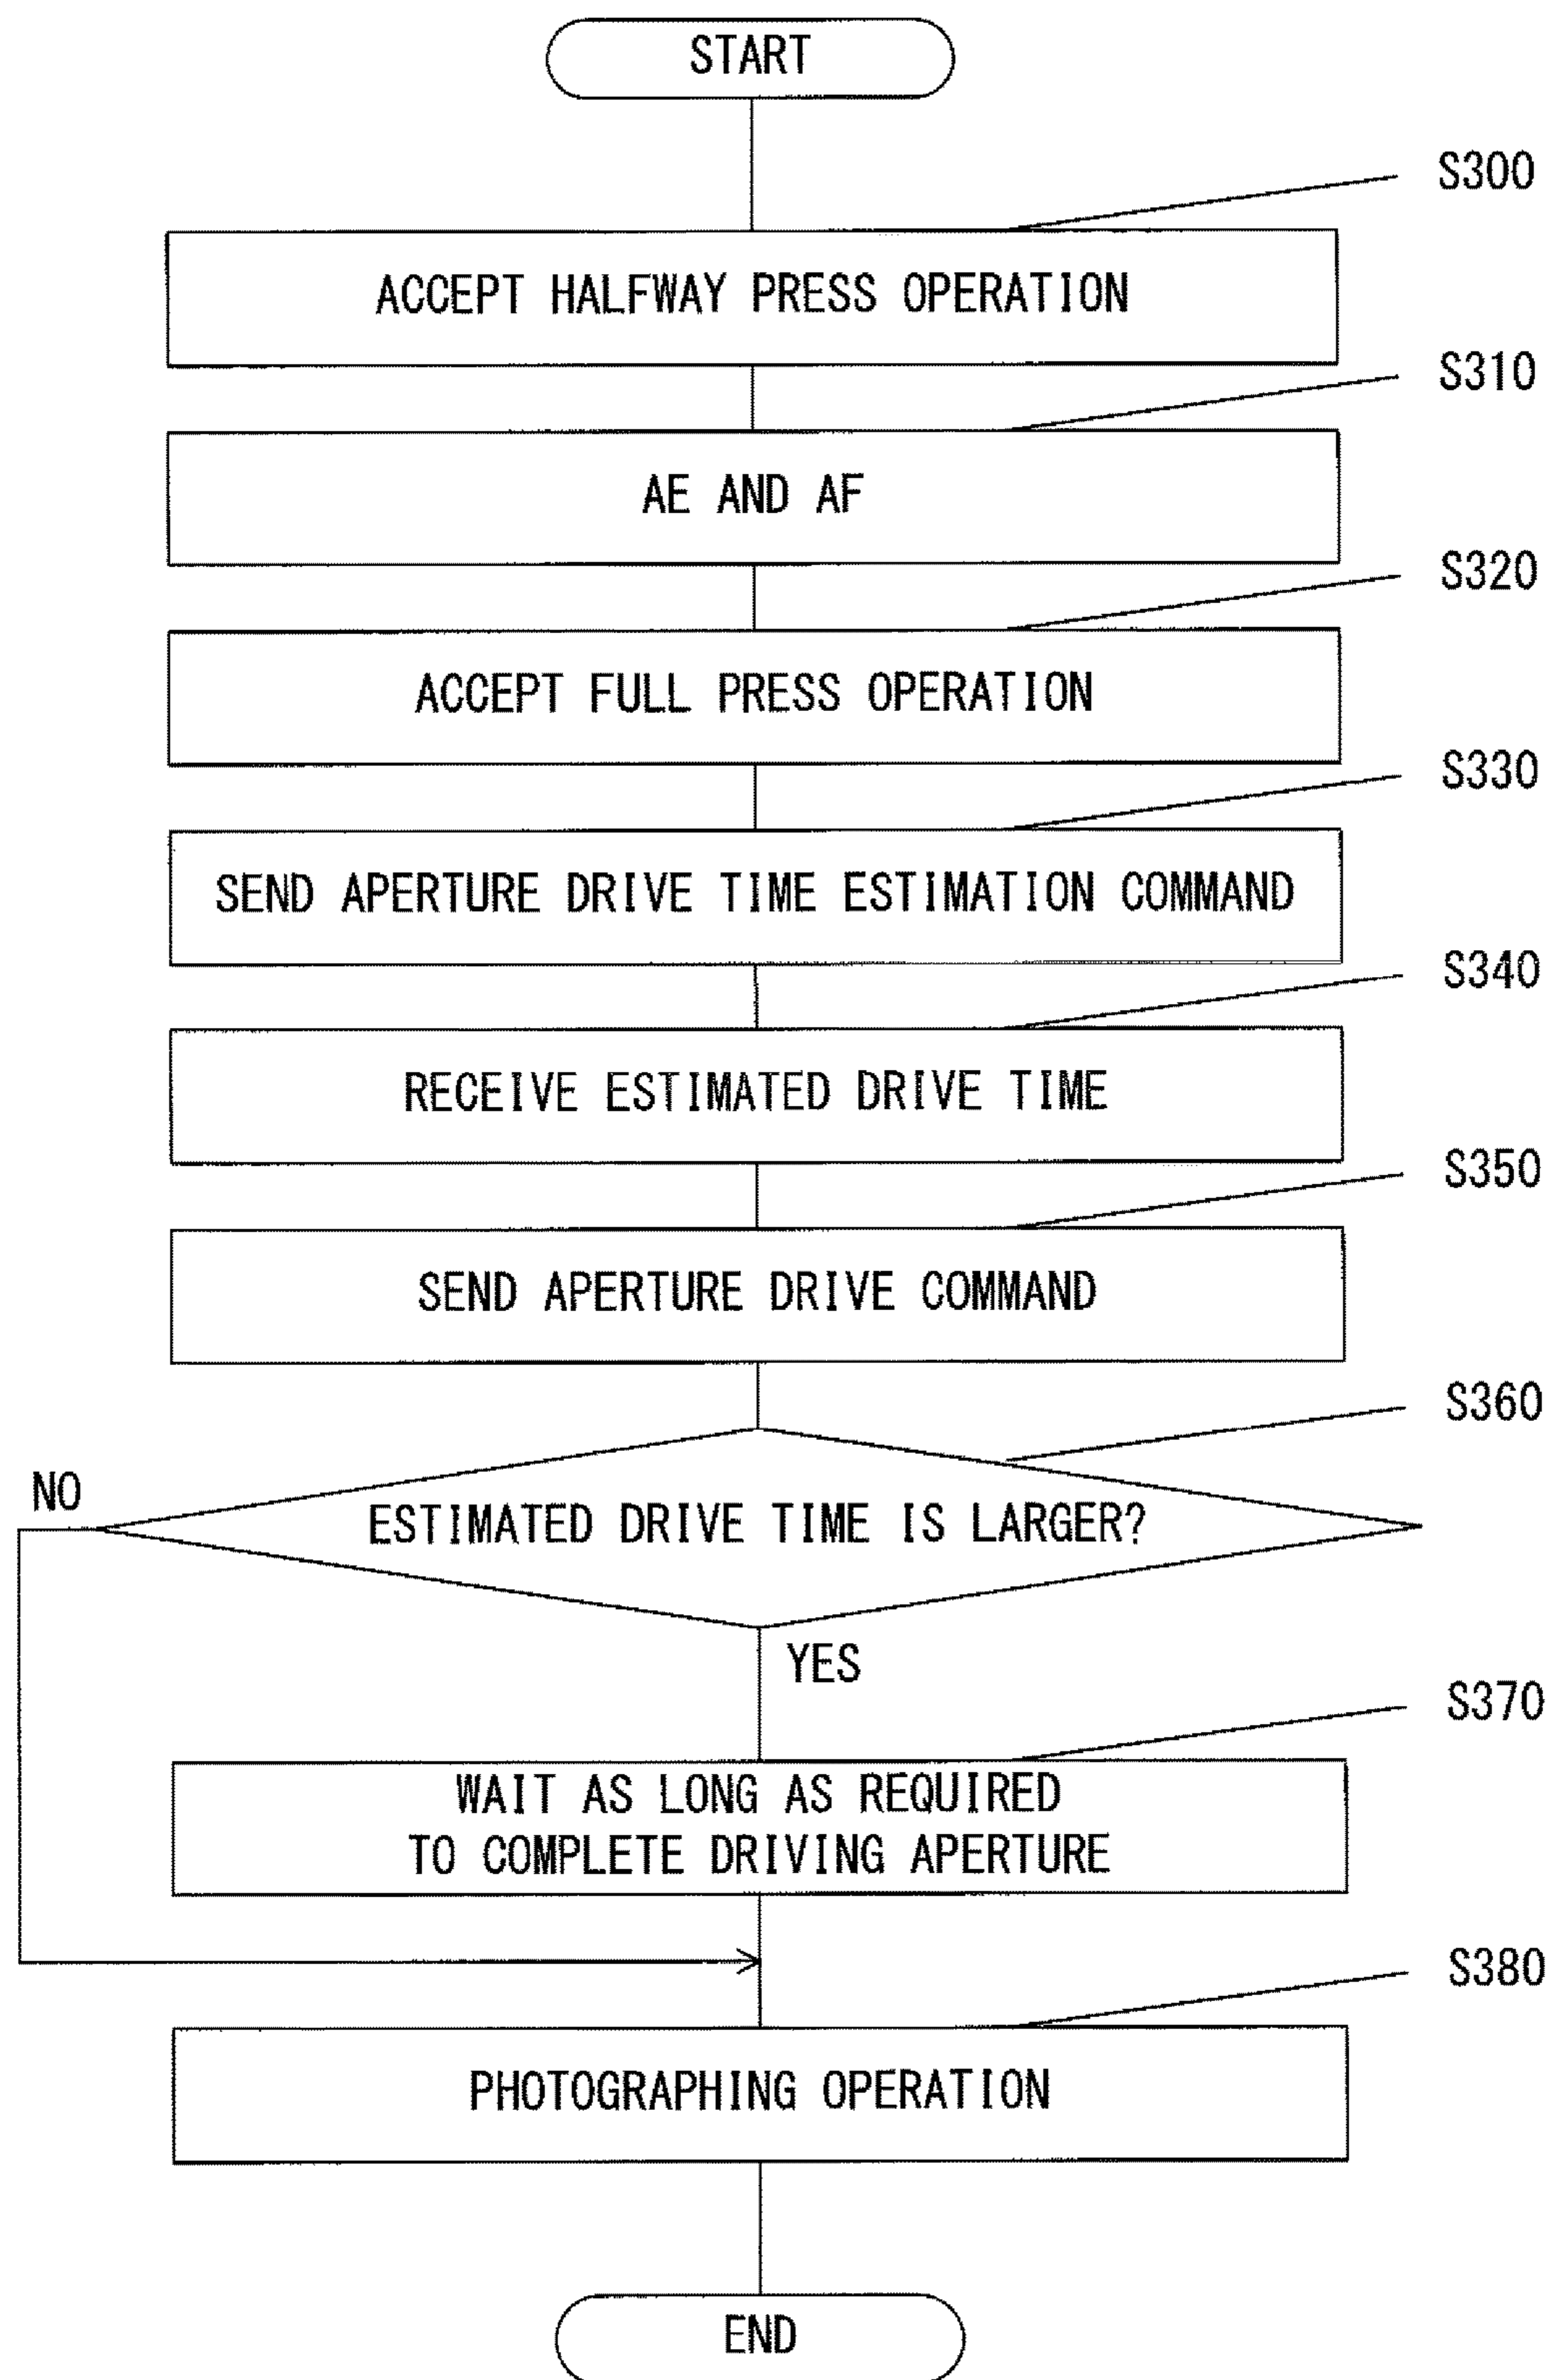 START
S300
ACCEPT HALFWAY PRESS OPERATION
S310
AE AND AF
S320
ACCEPT FULL PRESS OPERATION
S330
SEND APERTURE DRIVE TIME ESTIMATION COMMAND
S340
RECEIVE ESTIMATED DRIVE TIME
S350
SEND APERTURE DRIVE COMMAND
S360
NO
ESTIMATED DRIVE TIME IS LARGER?
YES
S370
WAIT AS LONG AS REQUIRED
TO COMPLETE DRIVING APERTURE
S380
PHOTOGRAPHING OPERATION
END